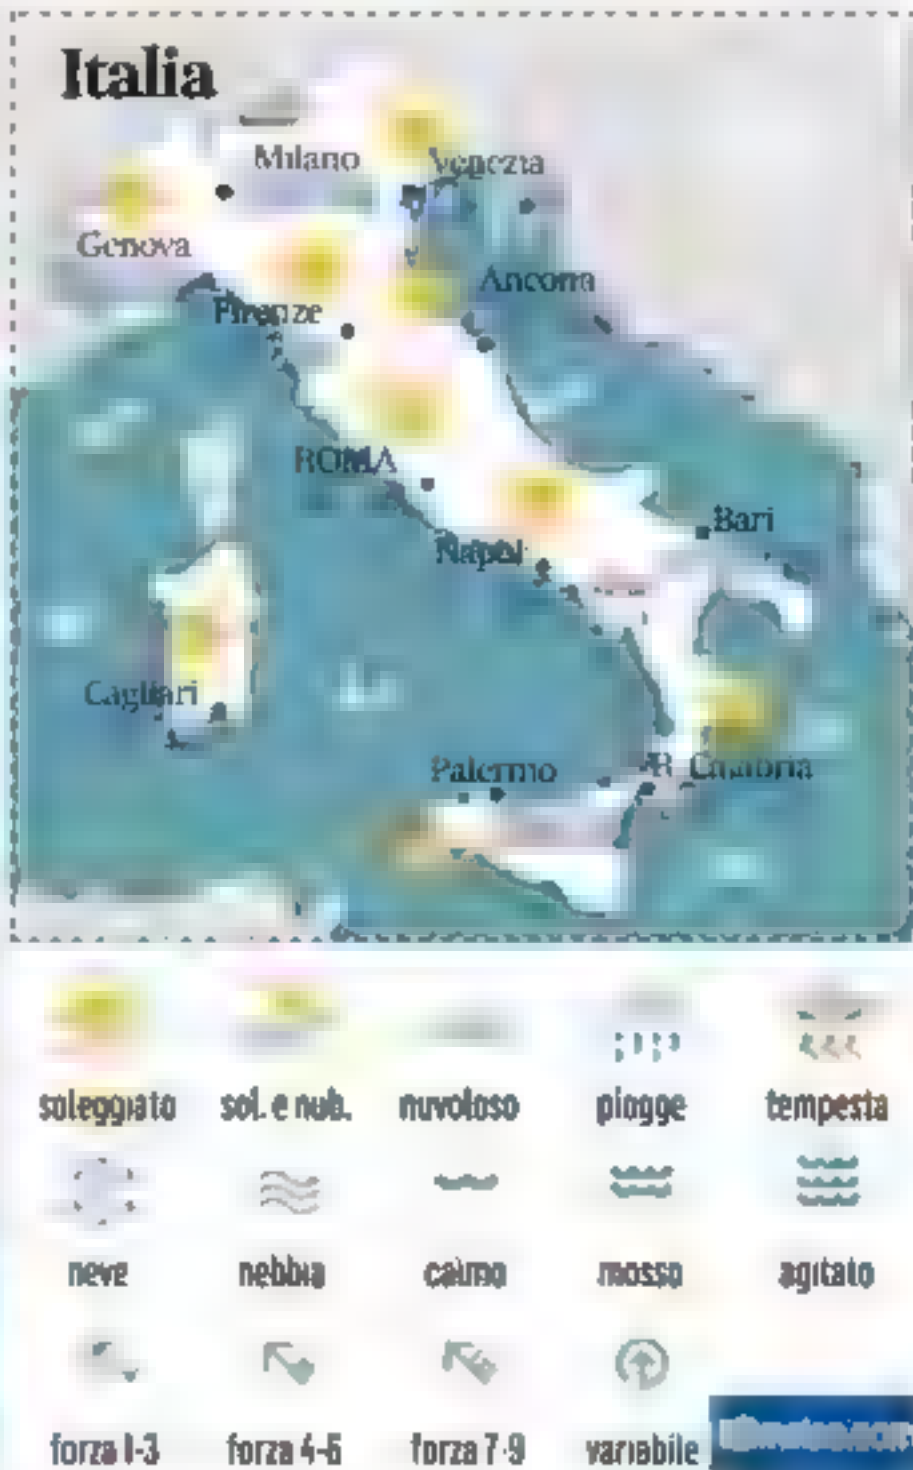 Italia
Milano
Venezia
Genova
Ancona
Firenze
ROMA
Bari
Napoli
Cagliari
Palermo
R. Calabria
soleggiato sol. e nub. nuvoloso piogge tempesta
neve nebbia calmo mosso agitato
forza 1-3 forza 4-6 forza 7-9 variabile